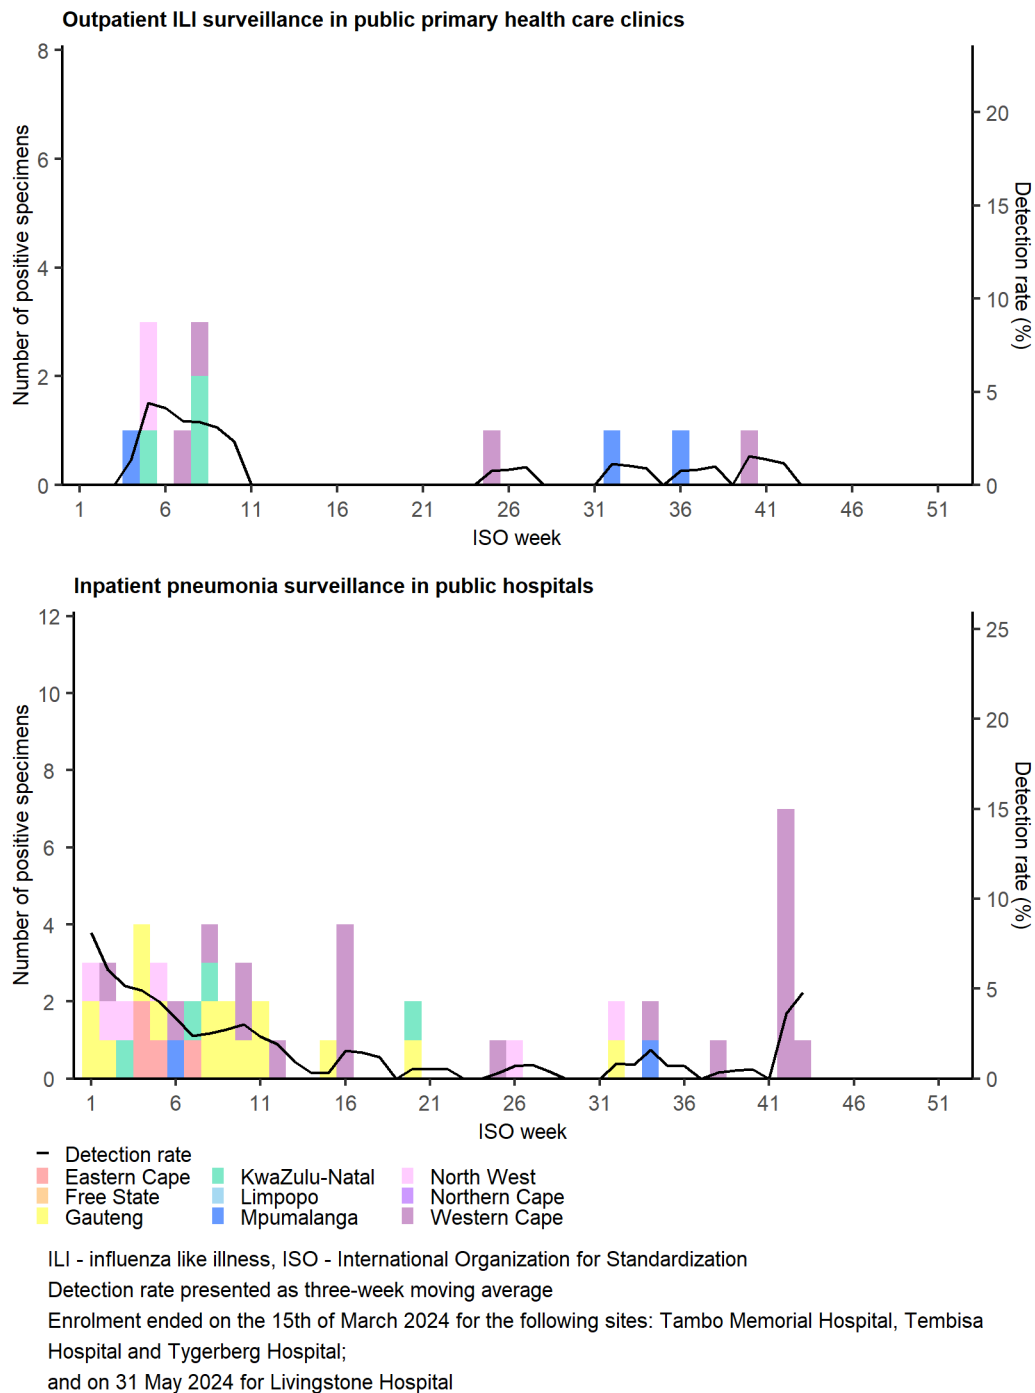 Outpatient ILI surveillance in public primary health care clinics
8
6
4
2
0
Number of positive specimens
20
15
10
5
0
Detection rate (%)
1 6 11 16 21 26 31 36 41 46 51
ISO week
Inpatient pneumonia surveillance in public hospitals
12
10
8
6
4
2
0
Number of positive specimens
25
20
15
10
5
0
Detection rate (%)
1 6 11 16 21 26 31 36 41 46 51
ISO week
Detection rate
Eastern Cape KwaZulu-Natal North West
Free State Limpopo Northern Cape
Gauteng Mpumalanga Western Cape
ILI - influenza like illness, ISO - International Organization for Standardization
Detection rate presented as three-week moving average
Enrolment ended on the 15th of March 2024 for the following sites: Tambo Memorial Hospital, Tembisa
Hospital and Tygerberg Hospital;
and on 31 May 2024 for Livingstone Hospital